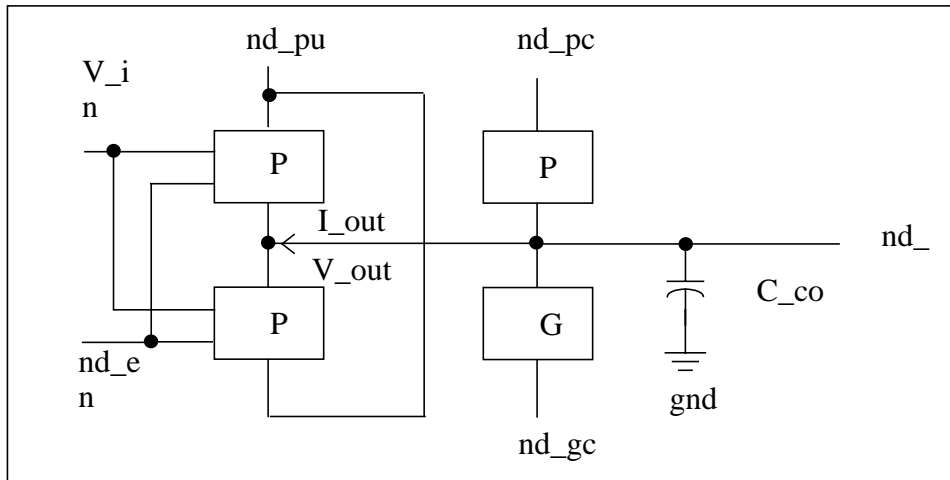 nd_pu
nd_pc
V_i
n
P
P
I_out
nd_
V_out
C_co
P
G
nd_e
n
gnd
nd_gc